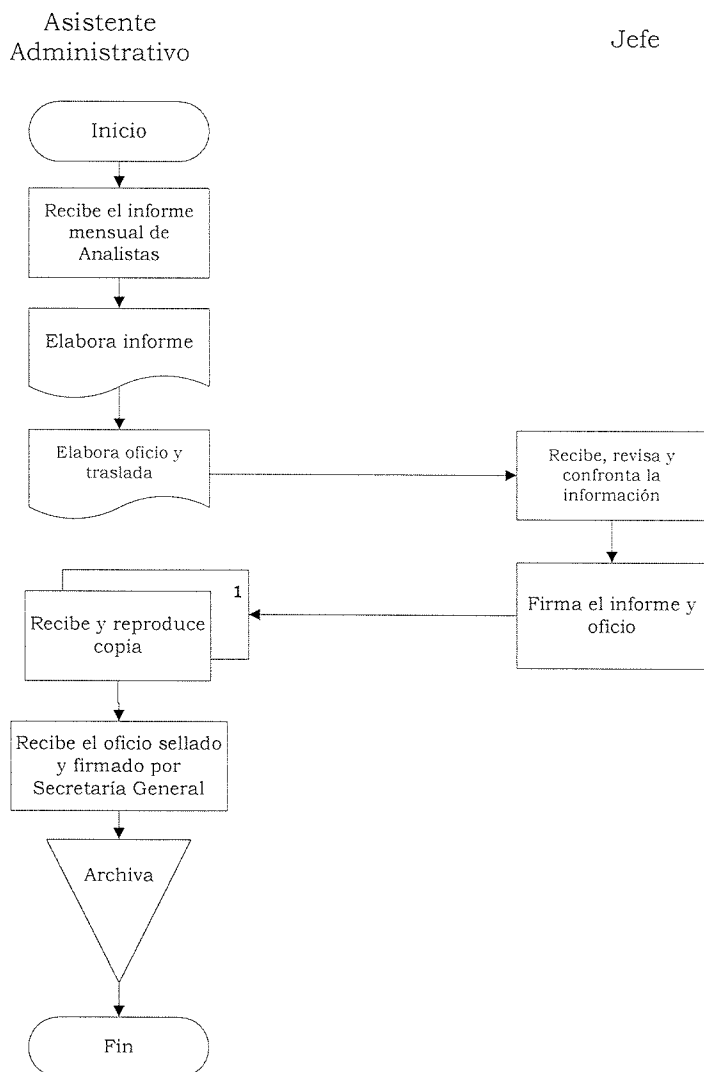 Asistente
Administrativo
Jefe
Inicio
Recibe el informe
mensual de
Analistas
Elabora informe
Elabora oficio y
traslada
Recibe, revisa y
confronta la
información
Firma el informe y
oficio
1
Recibe y reproduce
copia
Recibe el oficio sellado
y firmado por
Secretaría General
Archiva
Fin